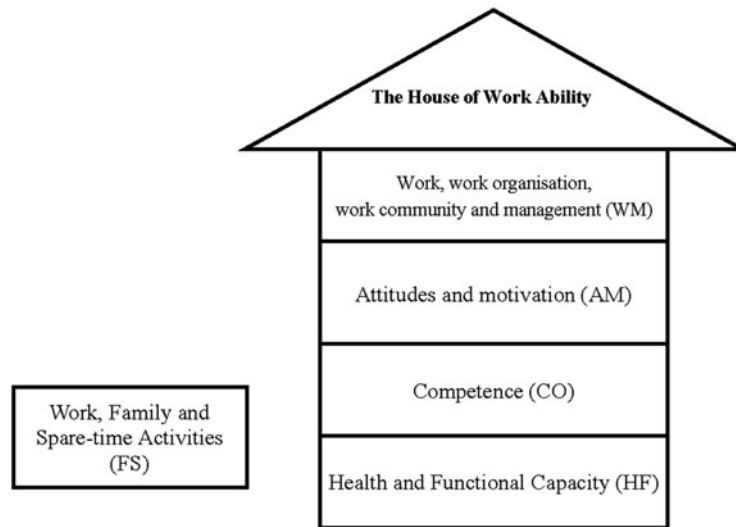 The House of Work Ability
Work, work organisation,
work community and management (WM)
Attitudes and motivation (AM)
Competence (CO)
Health and Functional Capacity (HF)
Work, Family and
Spare-time Activities
(FS)